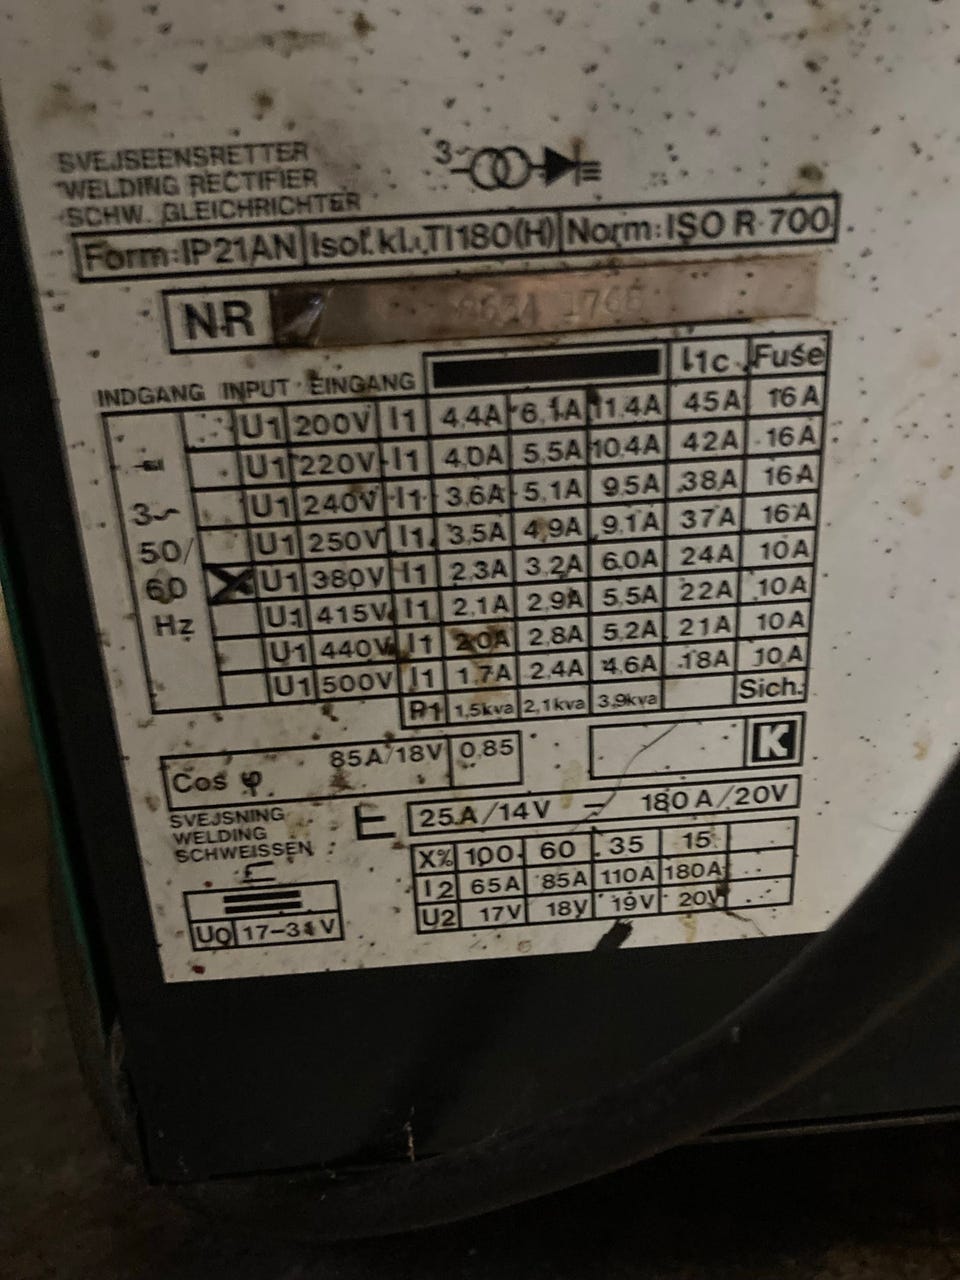 SVEJSEENSRETTER
WELDING RECTIFIER
SCHW. GLEICHRICHTER
3~
Form: IP21AN Isol. kl. TI180(H) Norm: ISO R 700
NR
I1c Fuse
INDGANG INPUT EINGANG
U1 200V I1 4,4A 6,1A 11.4A 45A 16A
U1 220V I1 4,0A 5,5A 10.4A 42A 16A
U1 240V I1 3,6A 5,1A 9,5A 38A 16A
3~
U1 250V I1 3,5A 4,9A 9,1A 37A 16A
50/
X U1 380V I1 2,3A 3,2A 6,0A 24A 10A
60
U1 415V I1 2,1A 2,9A 5,5A 22A 10A
Hz
U1 440V I1 2,0A 2,8A 5,2A 21A 10A
U1 500V I1 1,7A 2,4A 4,6A 18A 10A
P1 1,5kva 2,1kva 3,9kva Sich.
Cos φ 85A/18V 0,85
K
SVEJSNING
WELDING
SCHWEISSEN
E 25A/14V – 180A/20V
X% 100 60 35 15
I2 65A 85A 110A 180A
U2 17V 18V 19V 20V
U0 17-31V